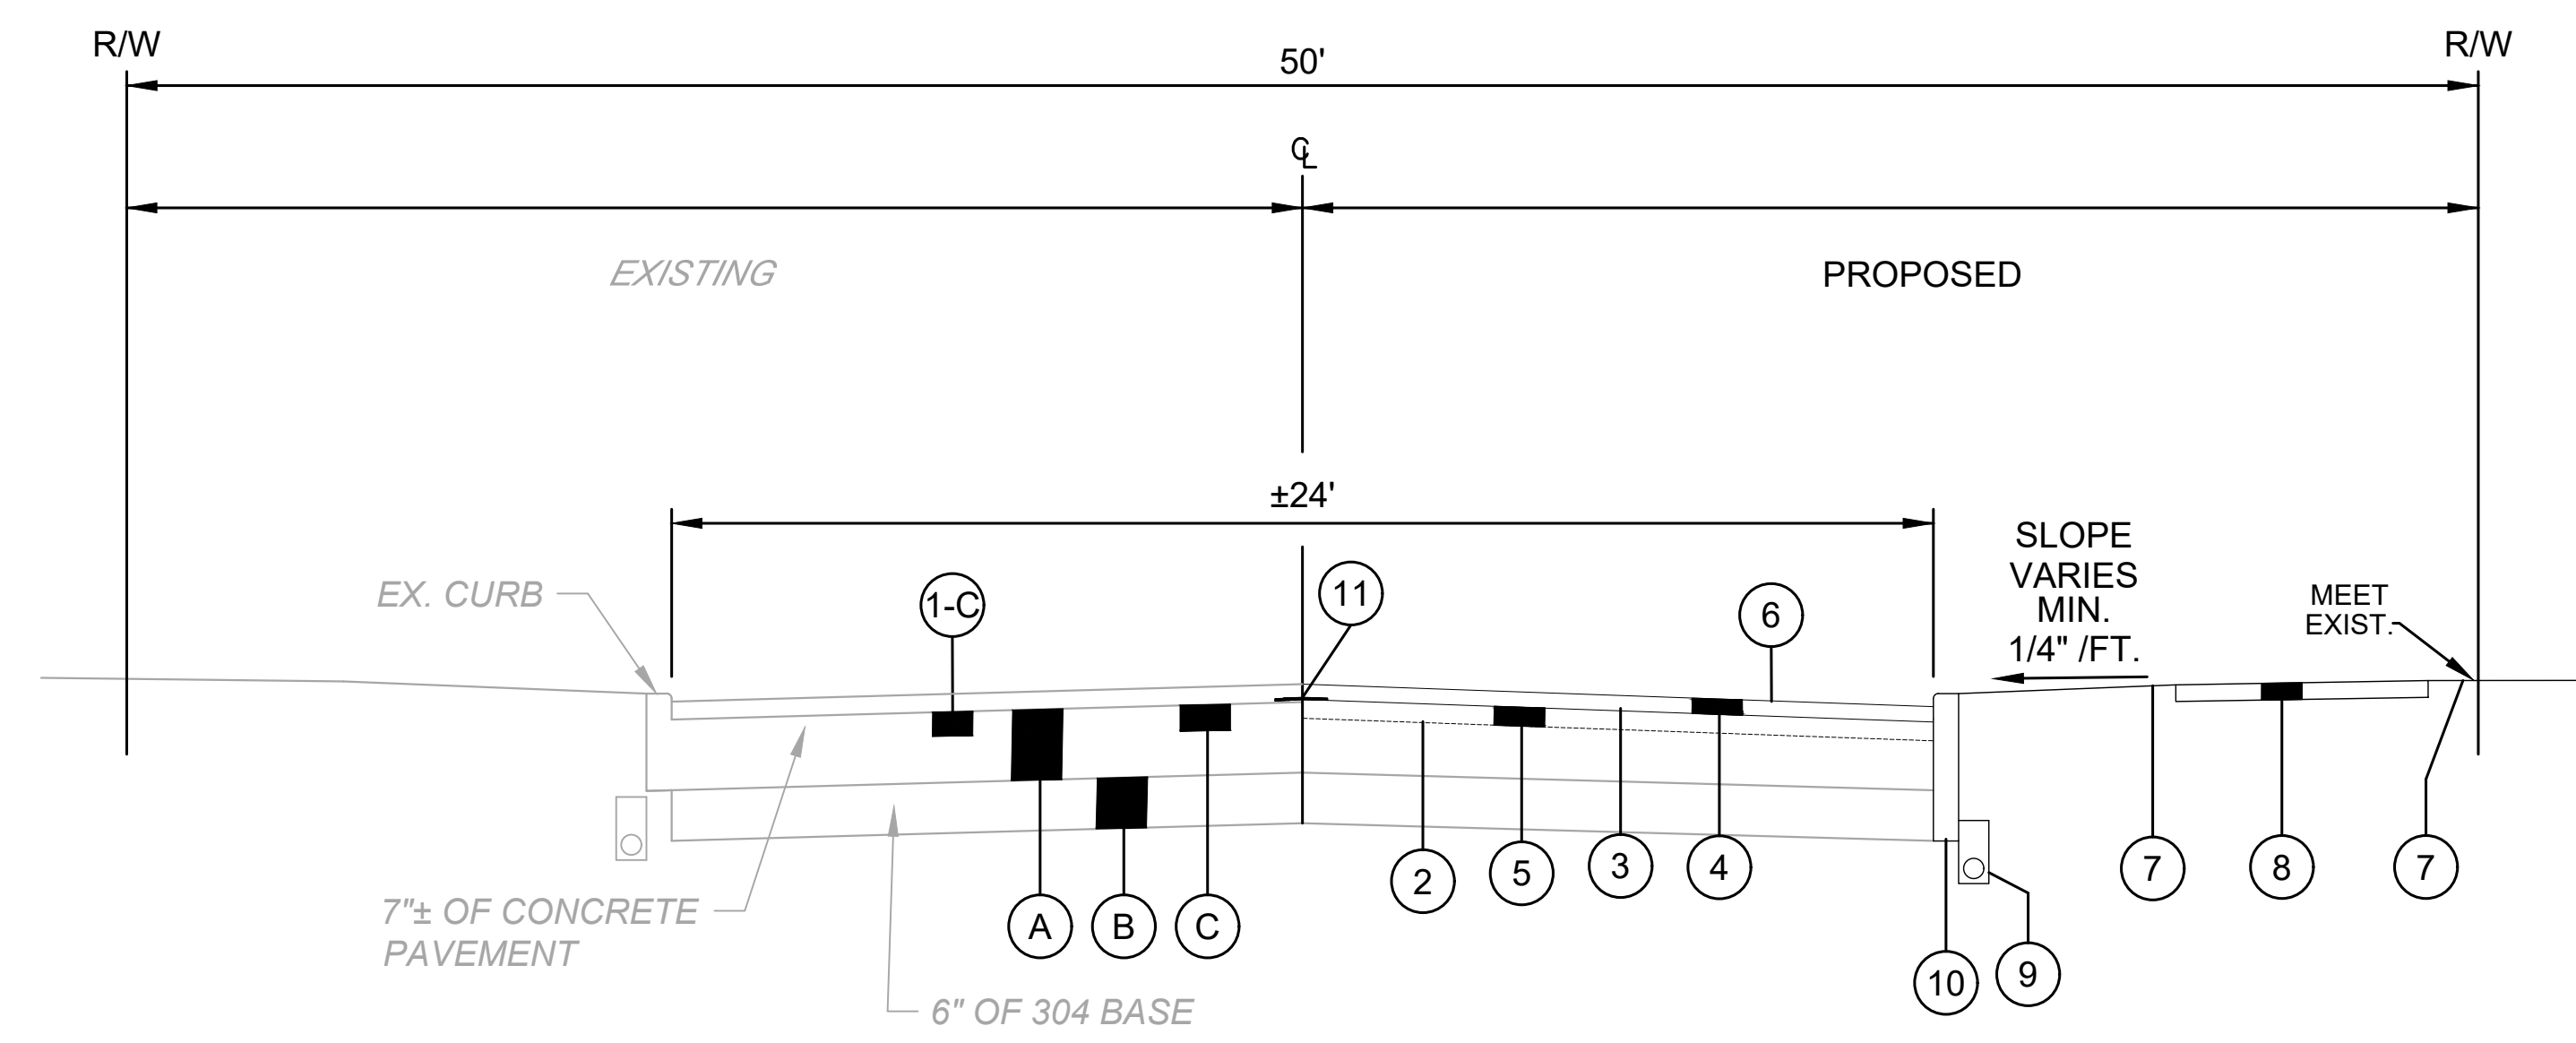 R/W
R/W
50'
℄
EXISTING
PROPOSED
±24'
SLOPE
VARIES
MIN.
1/4" /FT.
MEET
EXIST.
EX. CURB
1-C
11
6
7"± OF CONCRETE
PAVEMENT
6" OF 304 BASE
A
B
C
2
5
3
4
10
9
7
8
7